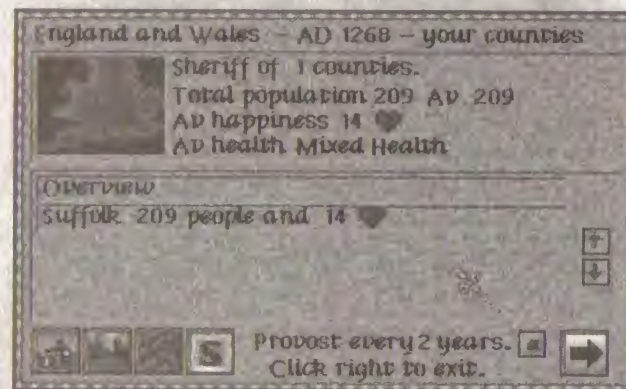 England and Wales - AD 1268 - your counties
Sheriff of 1 counties.
Total population 209 Av 209
Av happiness 14
Av health Mixed Health
Overview
Suffolk 209 people and 14
Provost every 2 years.
Click right to exit.